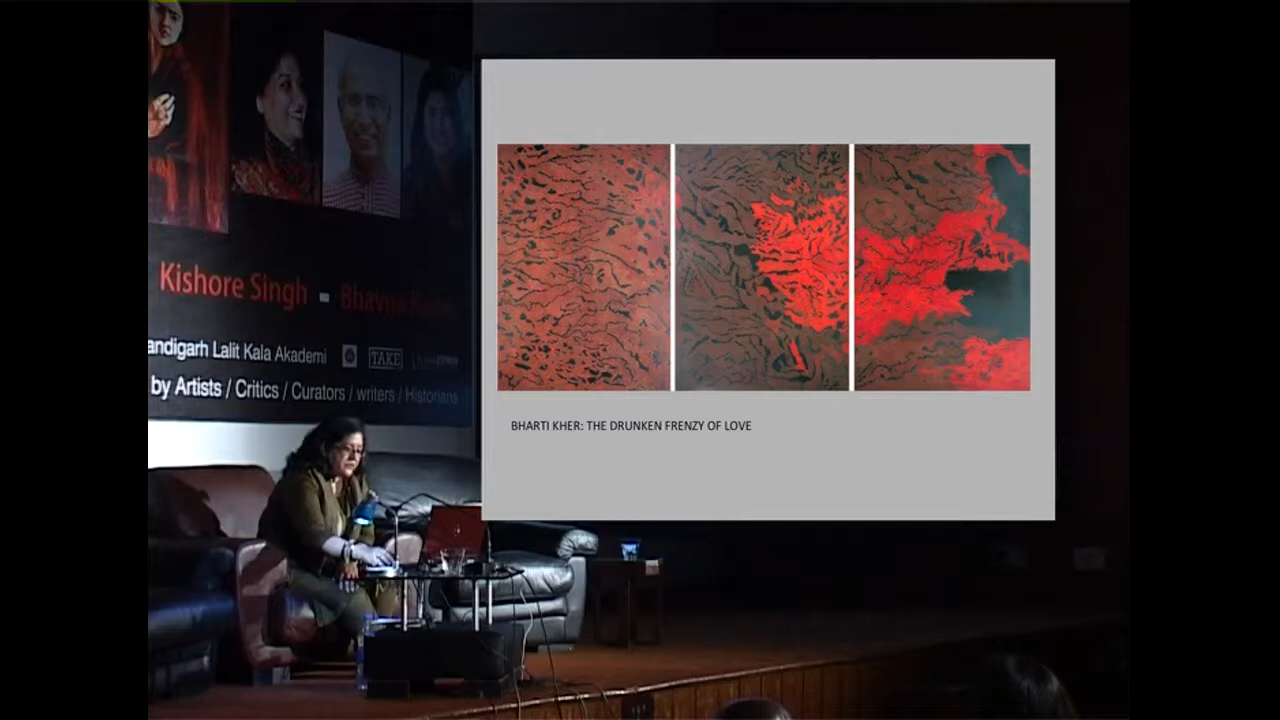 Kishore Singh - Bhavna
andigarh Lalit Kala Akademi TAKE
by Artists / Critics / Curators / writers / Historians
BHARTI KHER: THE DRUNKEN FRENZY OF LOVE